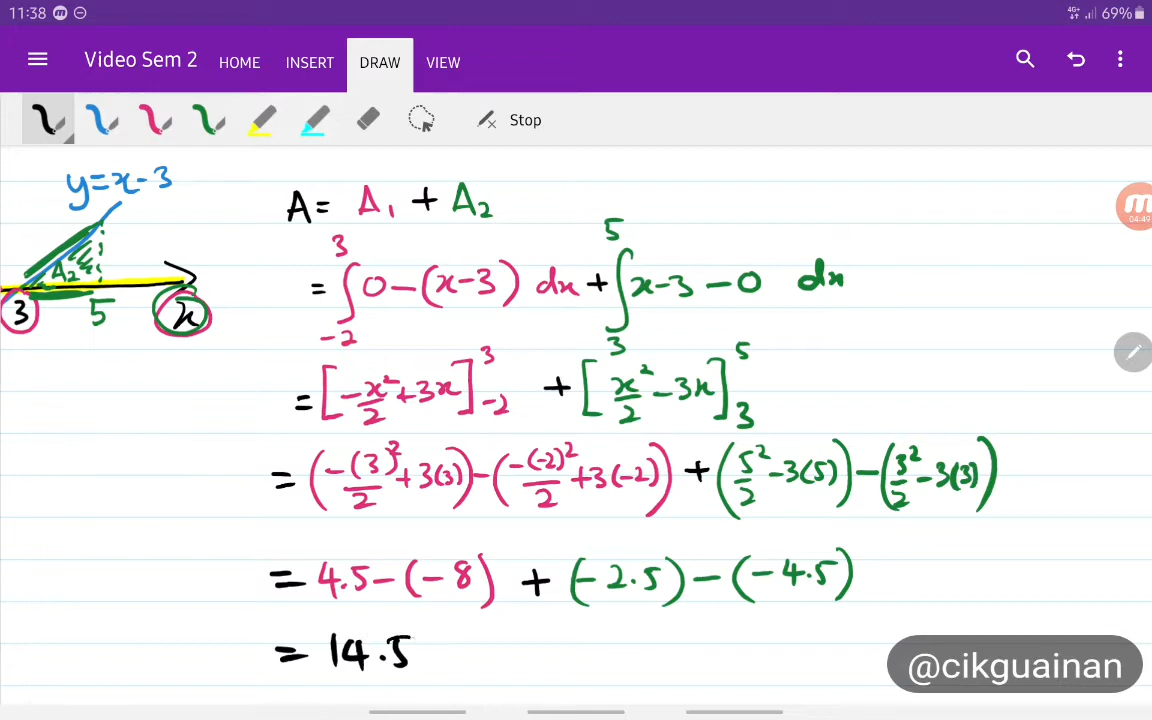 11:38
4G+ 69%
Video Sem 2 HOME INSERT DRAW VIEW
Stop
y=x-3
A₂
3 5 x
A= A₁ + A₂
= ∫₋₂³ 0-(x-3) dx + ∫₃⁵ x-3-0 dx
= [-x²/2+3x]₋₂³ + [x²/2-3x]₃⁵
= (-(3)²/2+3(3))-(-(-2)²/2+3(-2)) + (5²/2-3(5))-(3²/2-3(3))
= 4.5-(-8) + (-2.5)-(-4.5)
= 14.5
04:49
@cikguainan